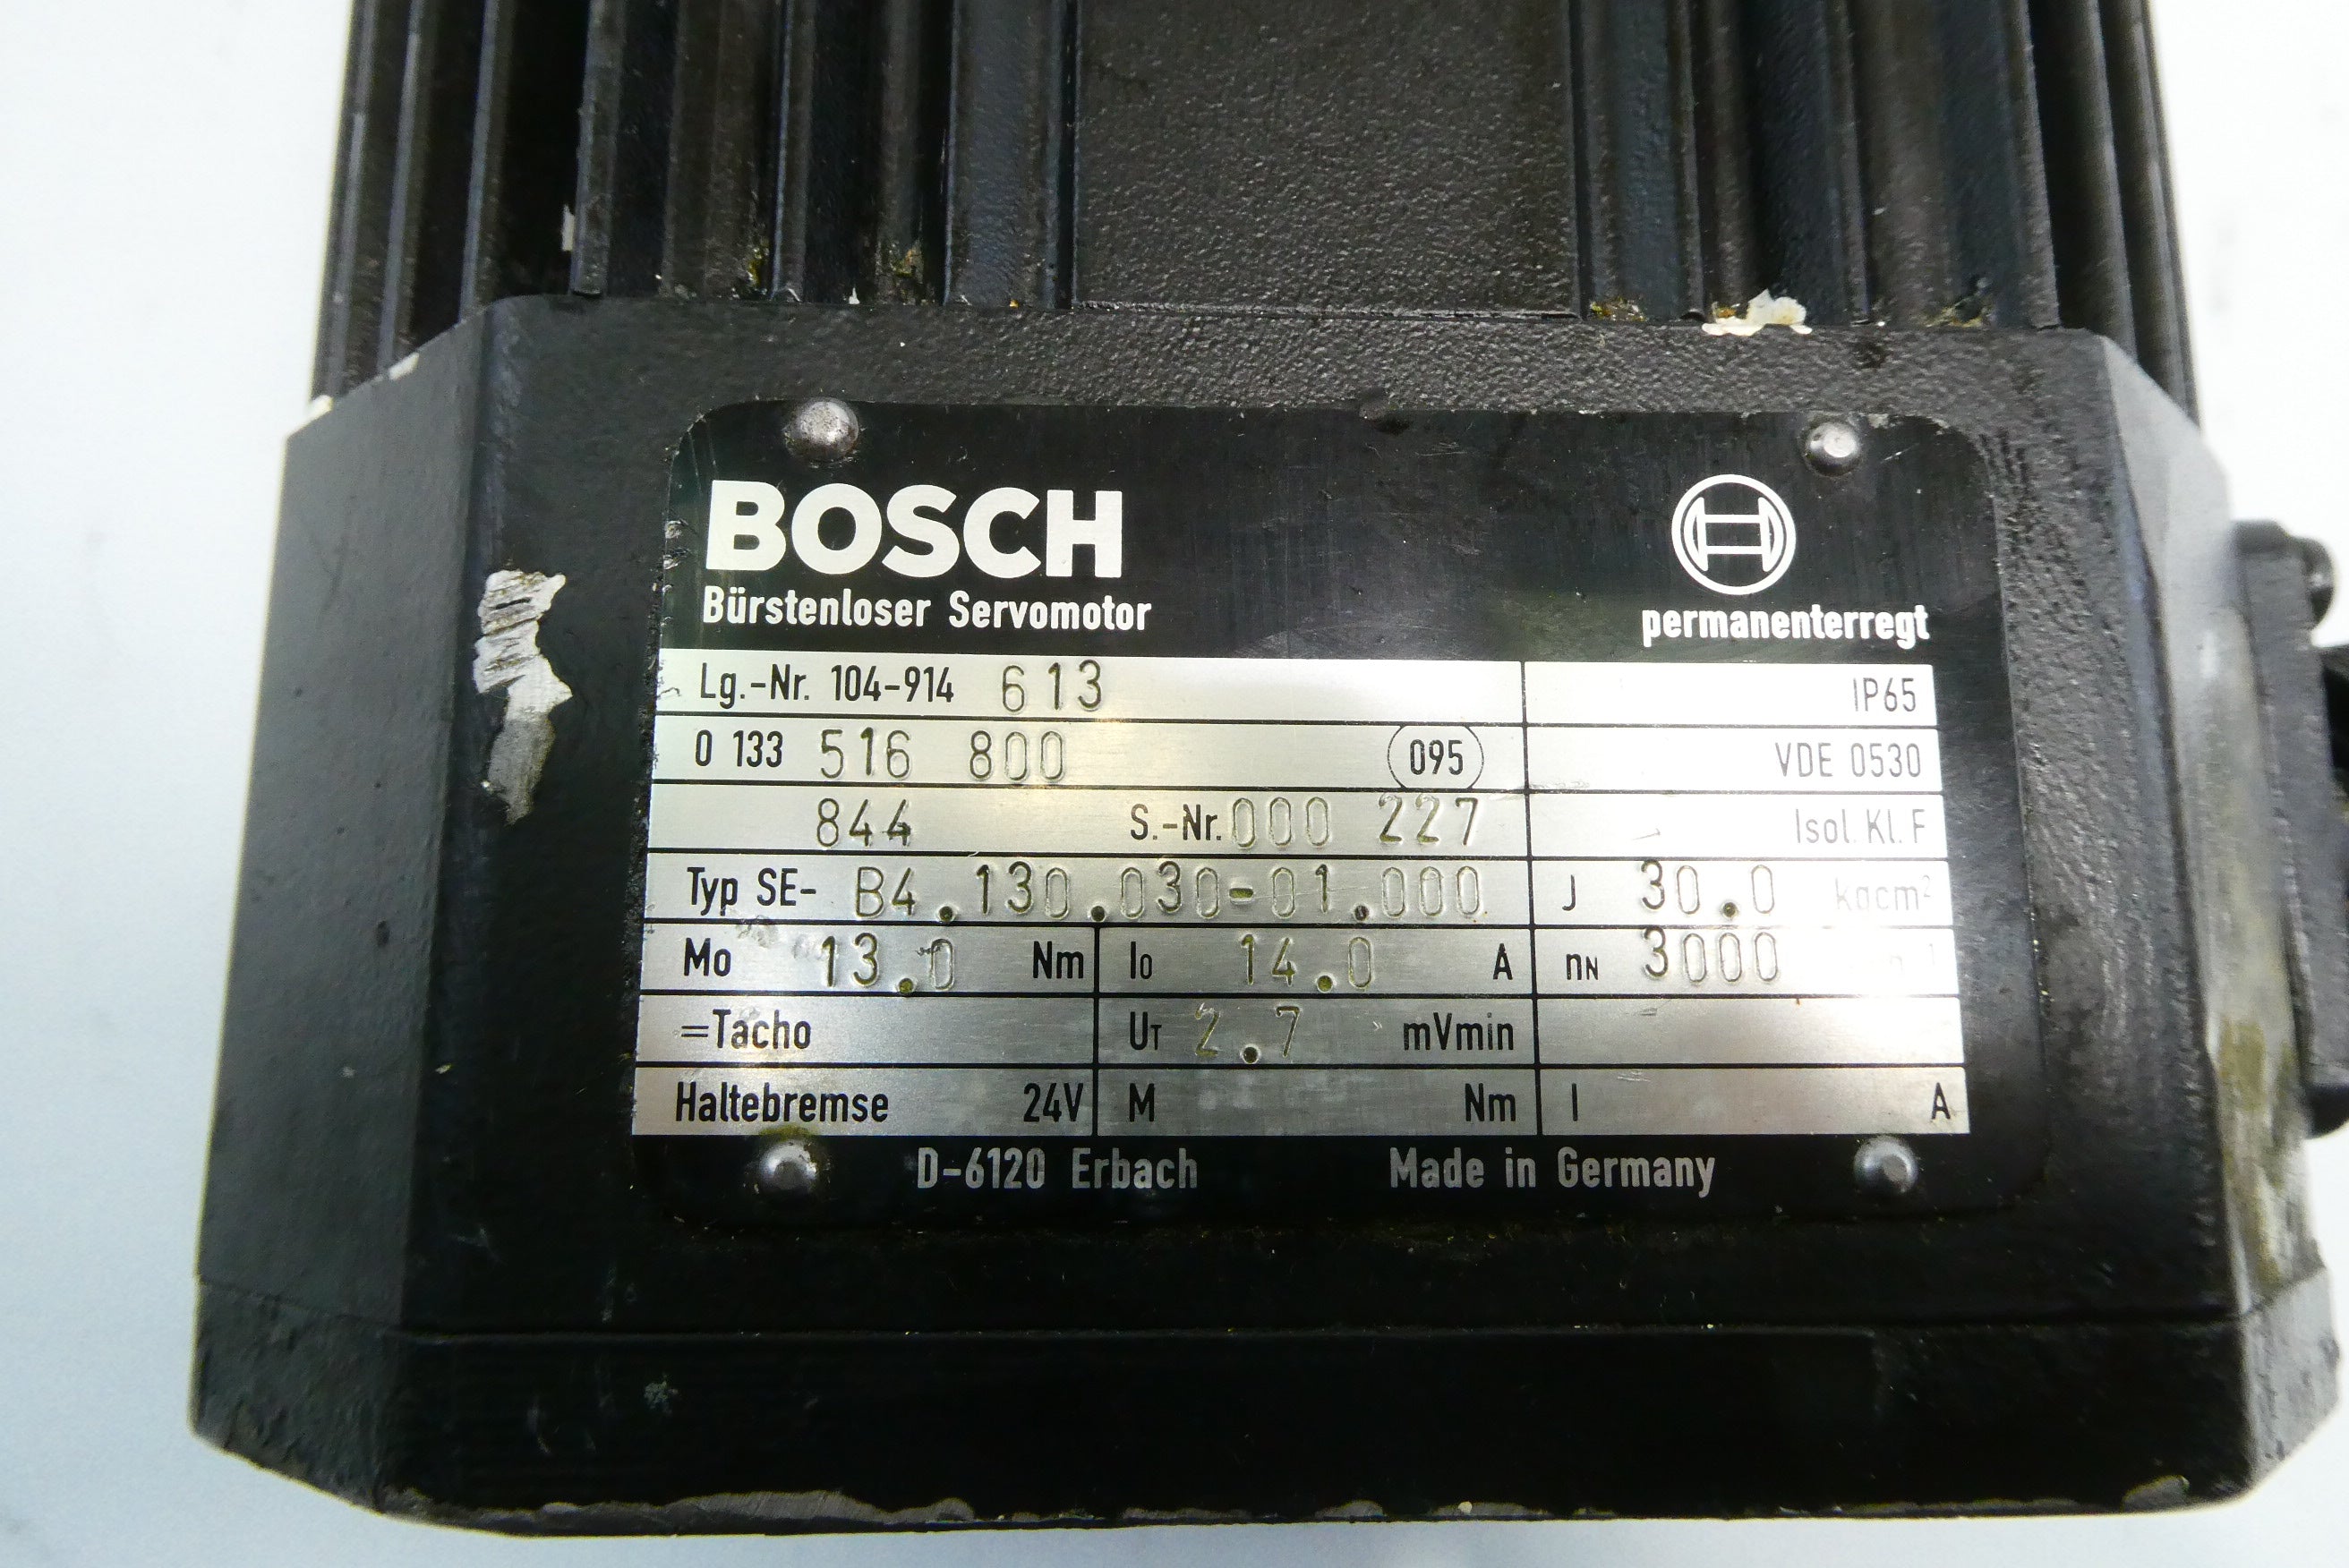 BOSCH
Bürstenloser Servomotor
permanenterregt
Lg.-Nr. 104-914 613 IP65
0 133 516 800 095 VDE 0530
844 S.-Nr. 000 227 Isol. Kl. F
Typ SE- B4.130.030-01.000 J 30.0 kgcm²
Mo 13.0 Nm I0 14.0 A nN 3000
=Tacho UT 2.7 mVmin
Haltebremse 24V M Nm I A
D-6120 Erbach Made in Germany